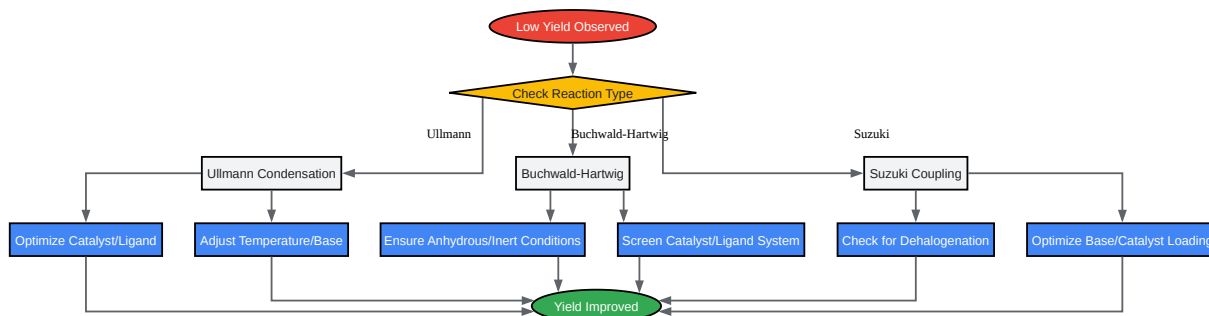 Low Yield Observed
Check Reaction Type
Ullmann
Buchwald-Hartwig
Suzuki
Ullmann Condensation
Buchwald-Hartwig
Suzuki Coupling
Optimize Catalyst/Ligand
Adjust Temperature/Base
Ensure Anhydrous/Inert Conditions
Screen Catalyst/Ligand System
Check for Dehalogenation
Optimize Base/Catalyst Loading
Yield Improved